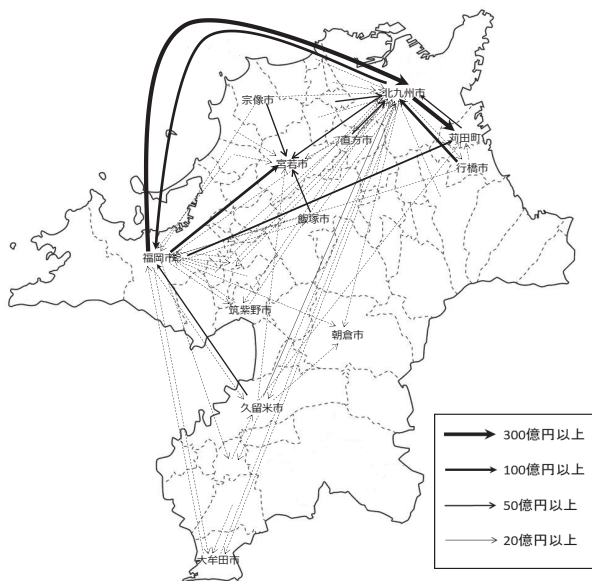 北九州市
宗像市
苅田町
直方市
宮若市
行橋市
飯塚市
福岡市
筑紫野市
朝倉市
久留米市
大牟田市
300億円以上
100億円以上
50億円以上
20億円以上